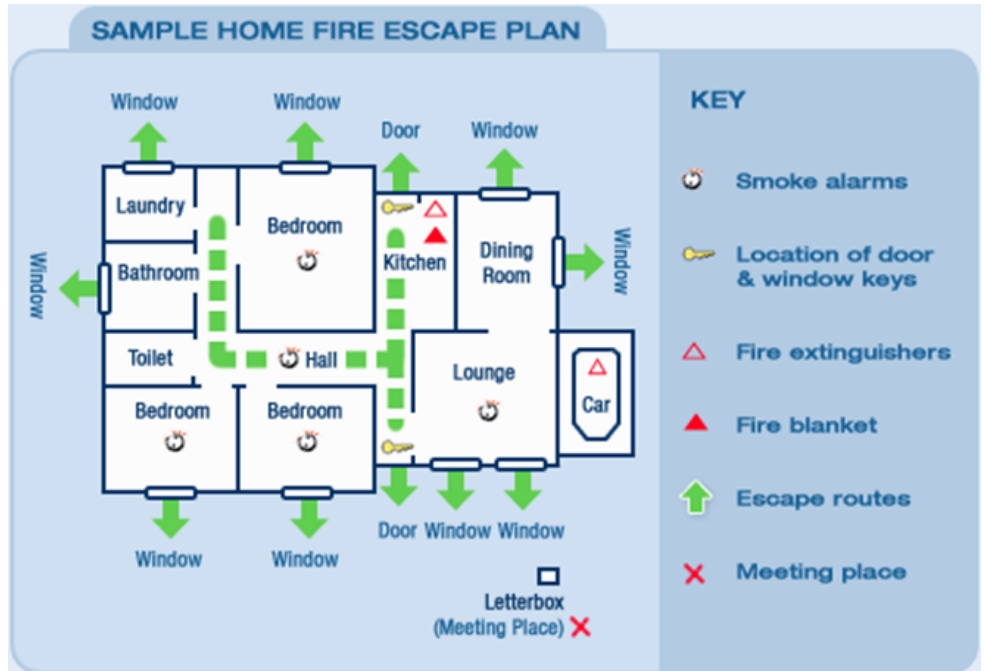 SAMPLE HOME FIRE ESCAPE PLAN
Window
Window
Door
Window
Laundry
Bedroom
Window
Bathroom
Kitchen
Dining
Room
Window
Toilet
Hall
Lounge
Car
Bedroom
Bedroom
Window
Window
Door
Window
Window
Letterbox
(Meeting Place)
KEY
Smoke alarms
Location of door
& window keys
Fire extinguishers
Fire blanket
Escape routes
Meeting place